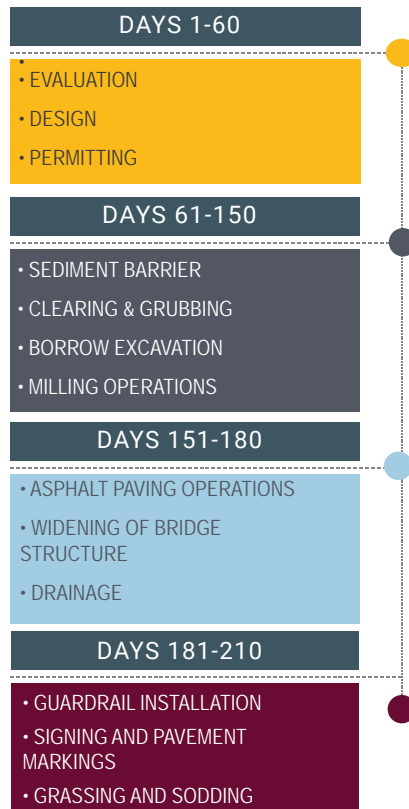 DAYS 1-60
•
• EVALUATION
• DESIGN
• PERMITTING
DAYS 61-150
• SEDIMENT BARRIER
• CLEARING & GRUBBING
• BORROW EXCAVATION
• MILLING OPERATIONS
DAYS 151-180
• ASPHALT PAVING OPERATIONS
• WIDENING OF BRIDGE
STRUCTURE
• DRAINAGE
DAYS 181-210
• GUARDRAIL INSTALLATION
• SIGNING AND PAVEMENT
MARKINGS
• GRASSING AND SODDING